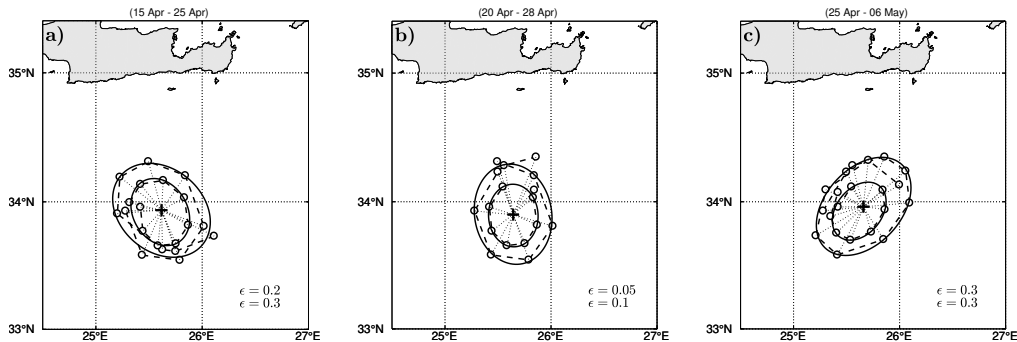 (15 Apr - 25 Apr)
a)
35°N
34°N
33°N
25°E
26°E
27°E
ϵ = 0.2
ϵ = 0.3
(20 Apr - 28 Apr)
b)
35°N
34°N
33°N
25°E
26°E
27°E
ϵ = 0.05
ϵ = 0.1
(25 Apr - 06 May)
c)
35°N
34°N
33°N
25°E
26°E
27°E
ϵ = 0.3
ϵ = 0.3